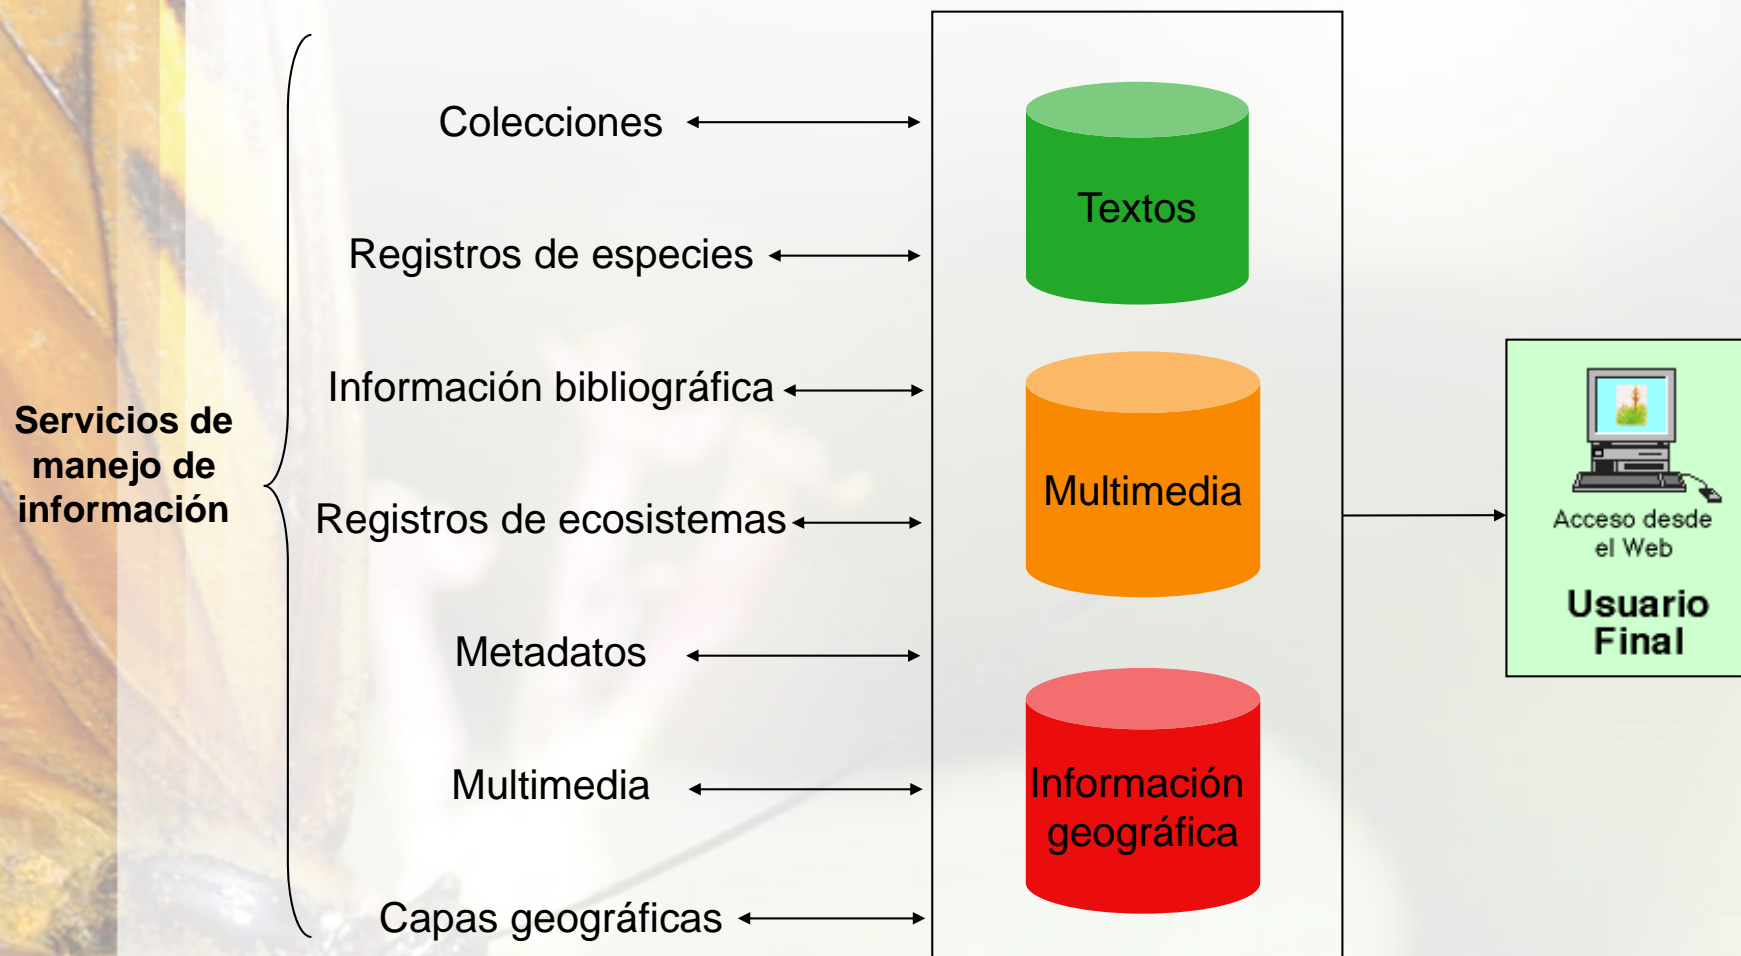 Servicios de
manejo de
información
Colecciones
Registros de especies
Información bibliográfica
Registros de ecosistemas
Metadatos
Multimedia
Capas geográficas
Textos
Multimedia
Información
geográfica
Acceso desde
el Web
Usuario
Final